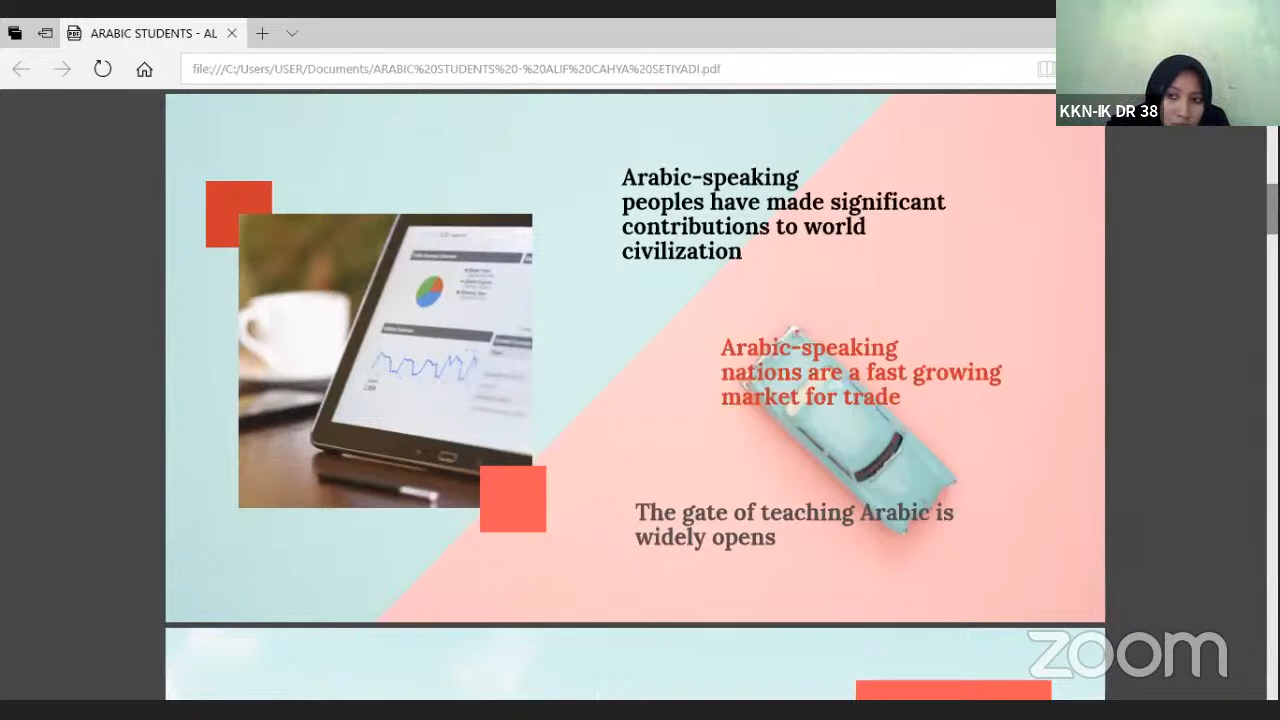 ARABIC STUDENTS - AL
file:///C:/Users/USER/Documents/ARABIC%20STUDENTS%20-%20ALIF%20CAHYA%20SETIYADI.pdf
KKN-IK DR 38
Arabic-speaking
peoples have made significant
contributions to world
civilization
Arabic-speaking
nations are a fast growing
market for trade
The gate of teaching Arabic is
widely opens
zoom